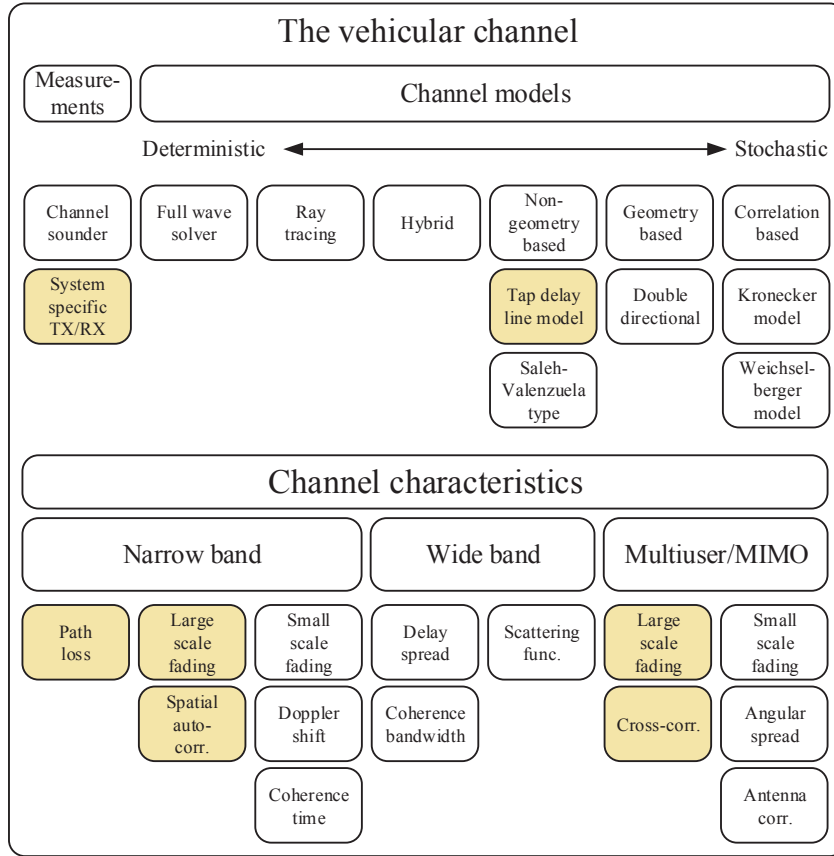 The vehicular channel
Measure-
ments
Channel models
Deterministic
Stochastic
Channel
sounder
Full wave
solver
Ray
tracing
Hybrid
Non-
geometry
based
Geometry
based
Correlation
based
System
specific
TX/RX
Tap delay
line model
Double
directional
Kronecker
model
Saleh-
Valenzuela
type
Weichsel-
berger
model
Channel characteristics
Narrow band
Wide band
Multiuser/MIMO
Path
loss
Large
scale
fading
Small
scale
fading
Delay
spread
Scattering
func.
Large
scale
fading
Small
scale
fading
Spatial
auto-
corr.
Doppler
shift
Coherence
bandwidth
Cross-corr.
Angular
spread
Coherence
time
Antenna
corr.